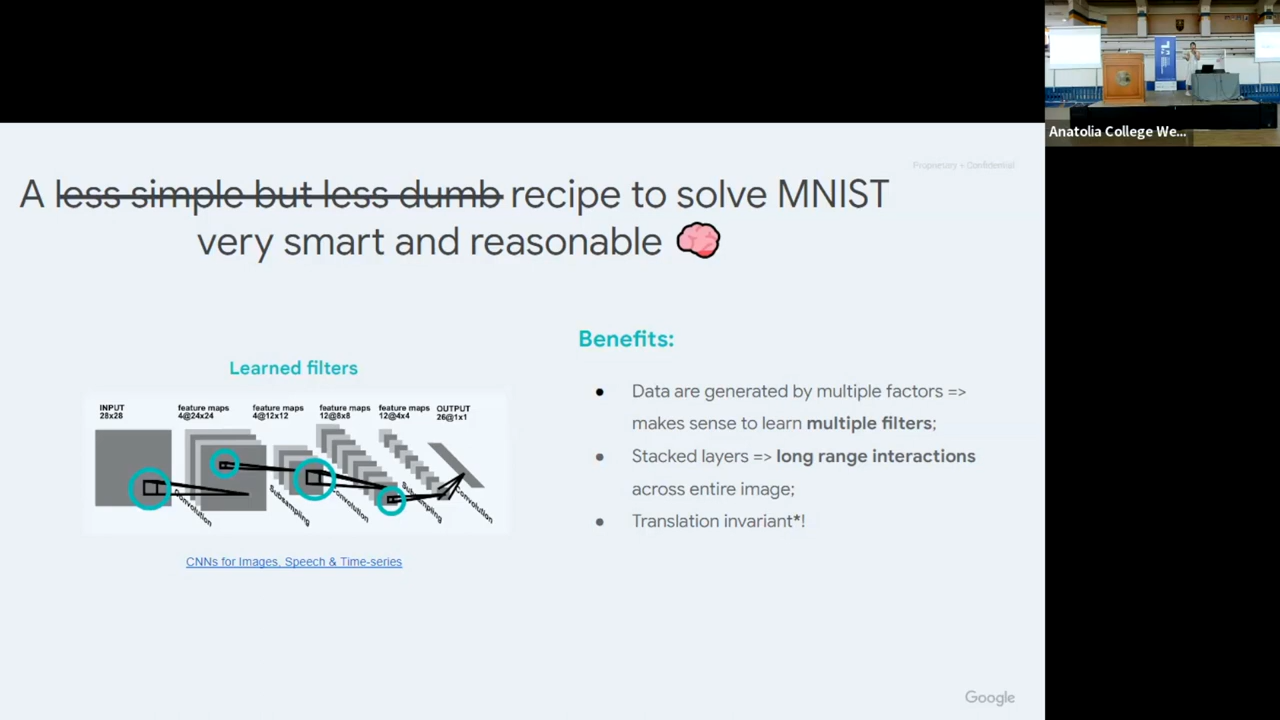 Proprietary + Confidential
A less simple but less dumb recipe to solve MNIST
very smart and reasonable
Benefits:
Data are generated by multiple factors =>
makes sense to learn multiple filters;
Stacked layers => long range interactions
across entire image;
Translation invariant*!
Learned filters
INPUT
28x28
feature maps
4@24x24
feature maps
4@12x12
feature maps
12@8x8
feature maps
12@4x4
OUTPUT
26@1x1
Convolution
Subsampling
Convolution
Subsampling
Convolution
CNNs for Images, Speech & Time-series
Google
Anatolia College We...